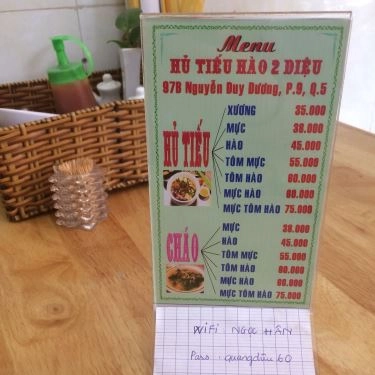 Menu
HỦ TIẾU HÀO 2 DIỆU
97B Nguyễn Duy Dương, P.9, Q.5
HỦ TIẾU
XƯƠNG 35.000
MỰC 38.000
HÀO 45.000
TÔM MỰC 55.000
TÔM HÀO 60.000
MỰC HÀO 60.000
MỰC TÔM HÀO 75.000
CHÁO
MỰC 38.000
HÀO 45.000
TÔM MỰC 55.000
TÔM HÀO 60.000
MỰC HÀO 60.000
MỰC TÔM HÀO 75.000
WIFI NGỌC HÂN
Pass : quangdiệu 60